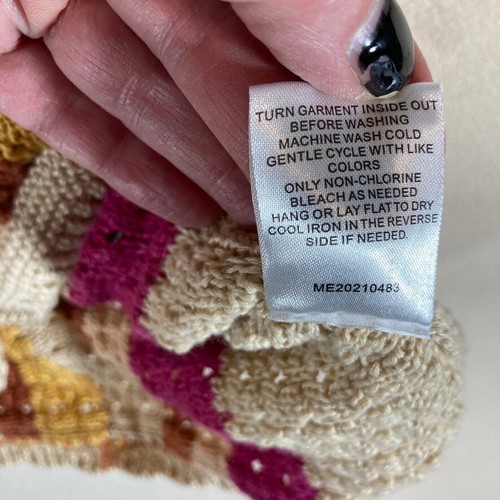 TURN GARMENT INSIDE OUT
BEFORE WASHING
MACHINE WASH COLD
GENTLE CYCLE WITH LIKE
COLORS
ONLY NON-CHLORINE
BLEACH AS NEEDED
HANG OR LAY FLAT TO DRY
COOL IRON IN THE REVERSE
SIDE IF NEEDED.
ME20210483